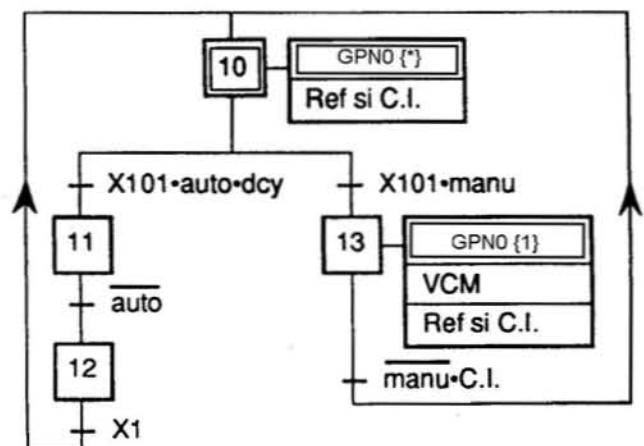 10
GPN0 {*}
Ref si C.I.
X101•auto•dcy
X101•manu
11
13
GPN0 {1}
VCM
Ref si C.I.
auto
12
manu•C.I.
X1